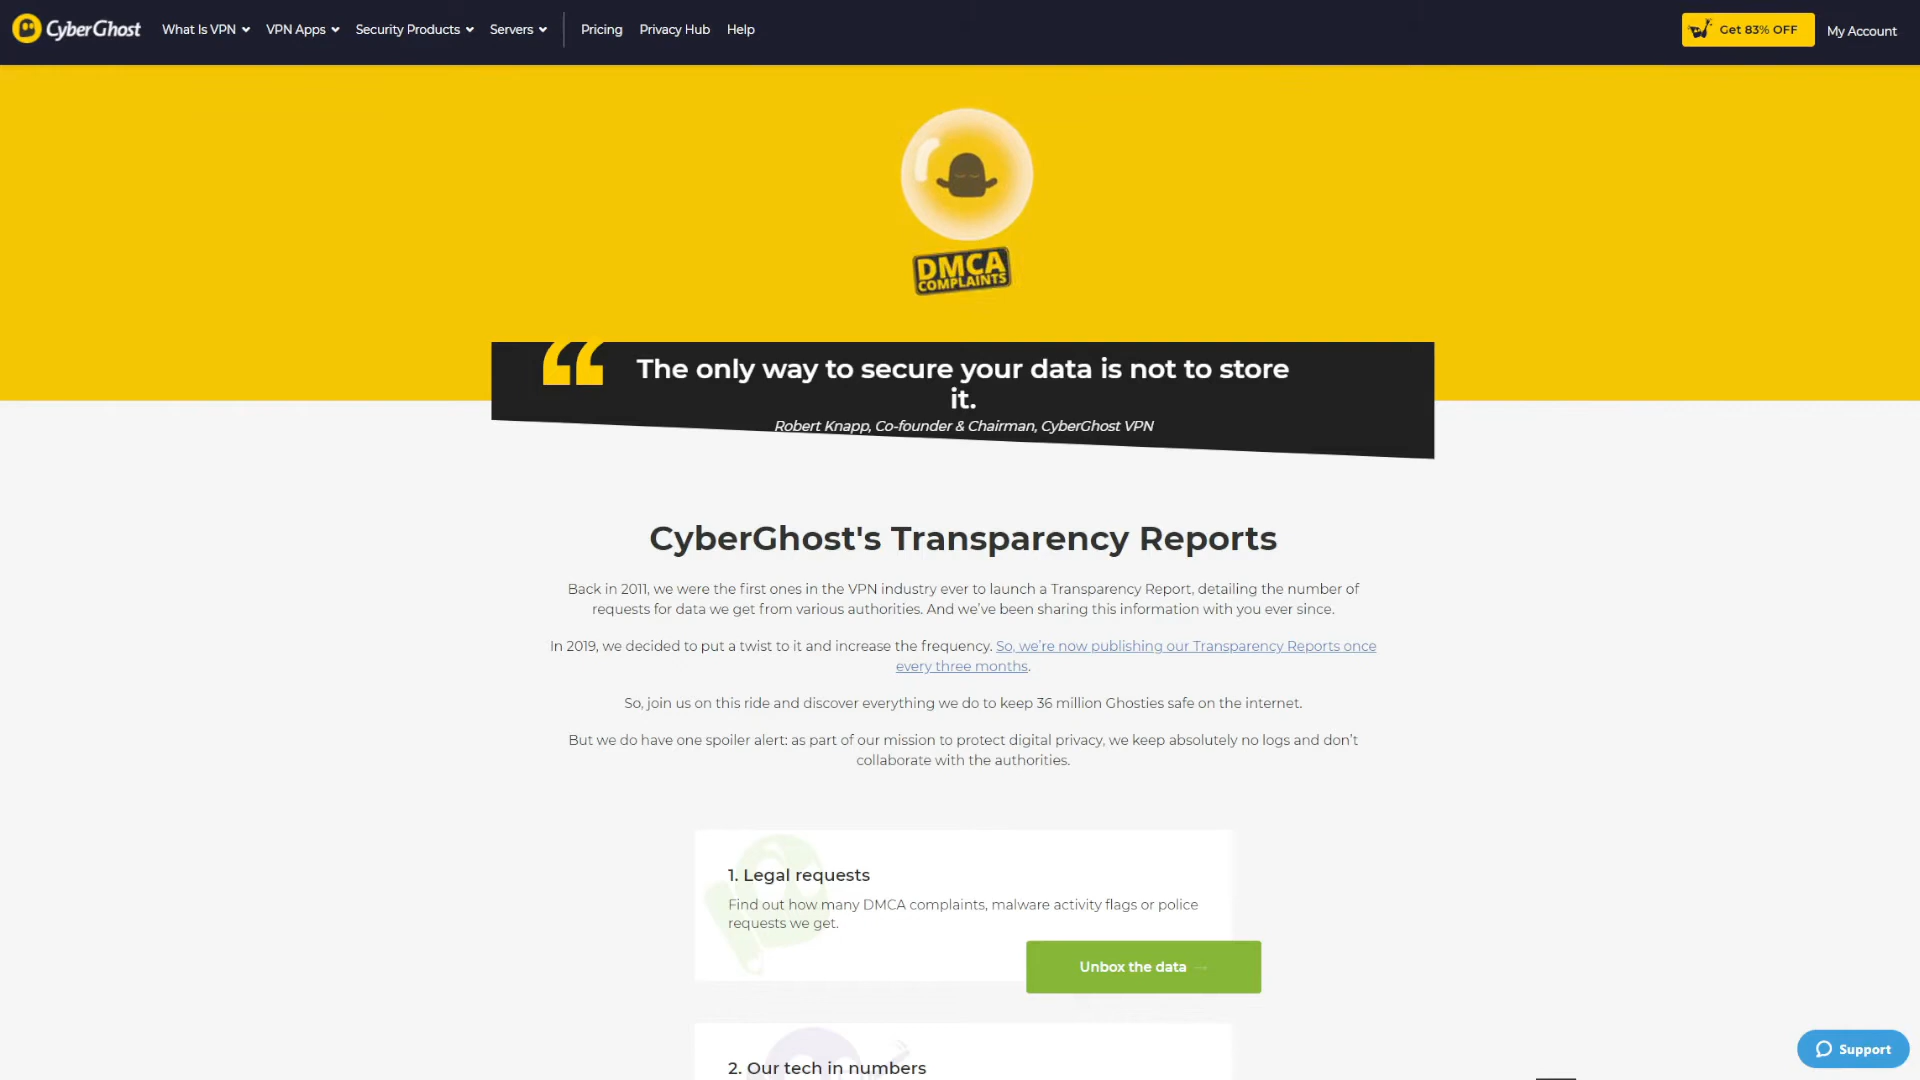 CyberGhost What Is VPN VPN Apps Security Products Servers Pricing Privacy Hub Help Get 83% OFF My Account
DMCA
COMPLAINTS
“ The only way to secure your data is not to store
it.
Robert Knapp, Co-founder & Chairman, CyberGhost VPN
CyberGhost's Transparency Reports
Back in 2011, we were the first ones in the VPN industry ever to launch a Transparency Report, detailing the number of
requests for data we get from various authorities. And we’ve been sharing this information with you ever since.
In 2019, we decided to put a twist to it and increase the frequency. So, we’re now publishing our Transparency Reports once
every three months.
So, join us on this ride and discover everything we do to keep 36 million Ghosties safe on the internet.
But we do have one spoiler alert: as part of our mission to protect digital privacy, we keep absolutely no logs and don’t
collaborate with the authorities.
1. Legal requests
Find out how many DMCA complaints, malware activity flags or police
requests we get.
Unbox the data →
2. Our tech in numbers
Support